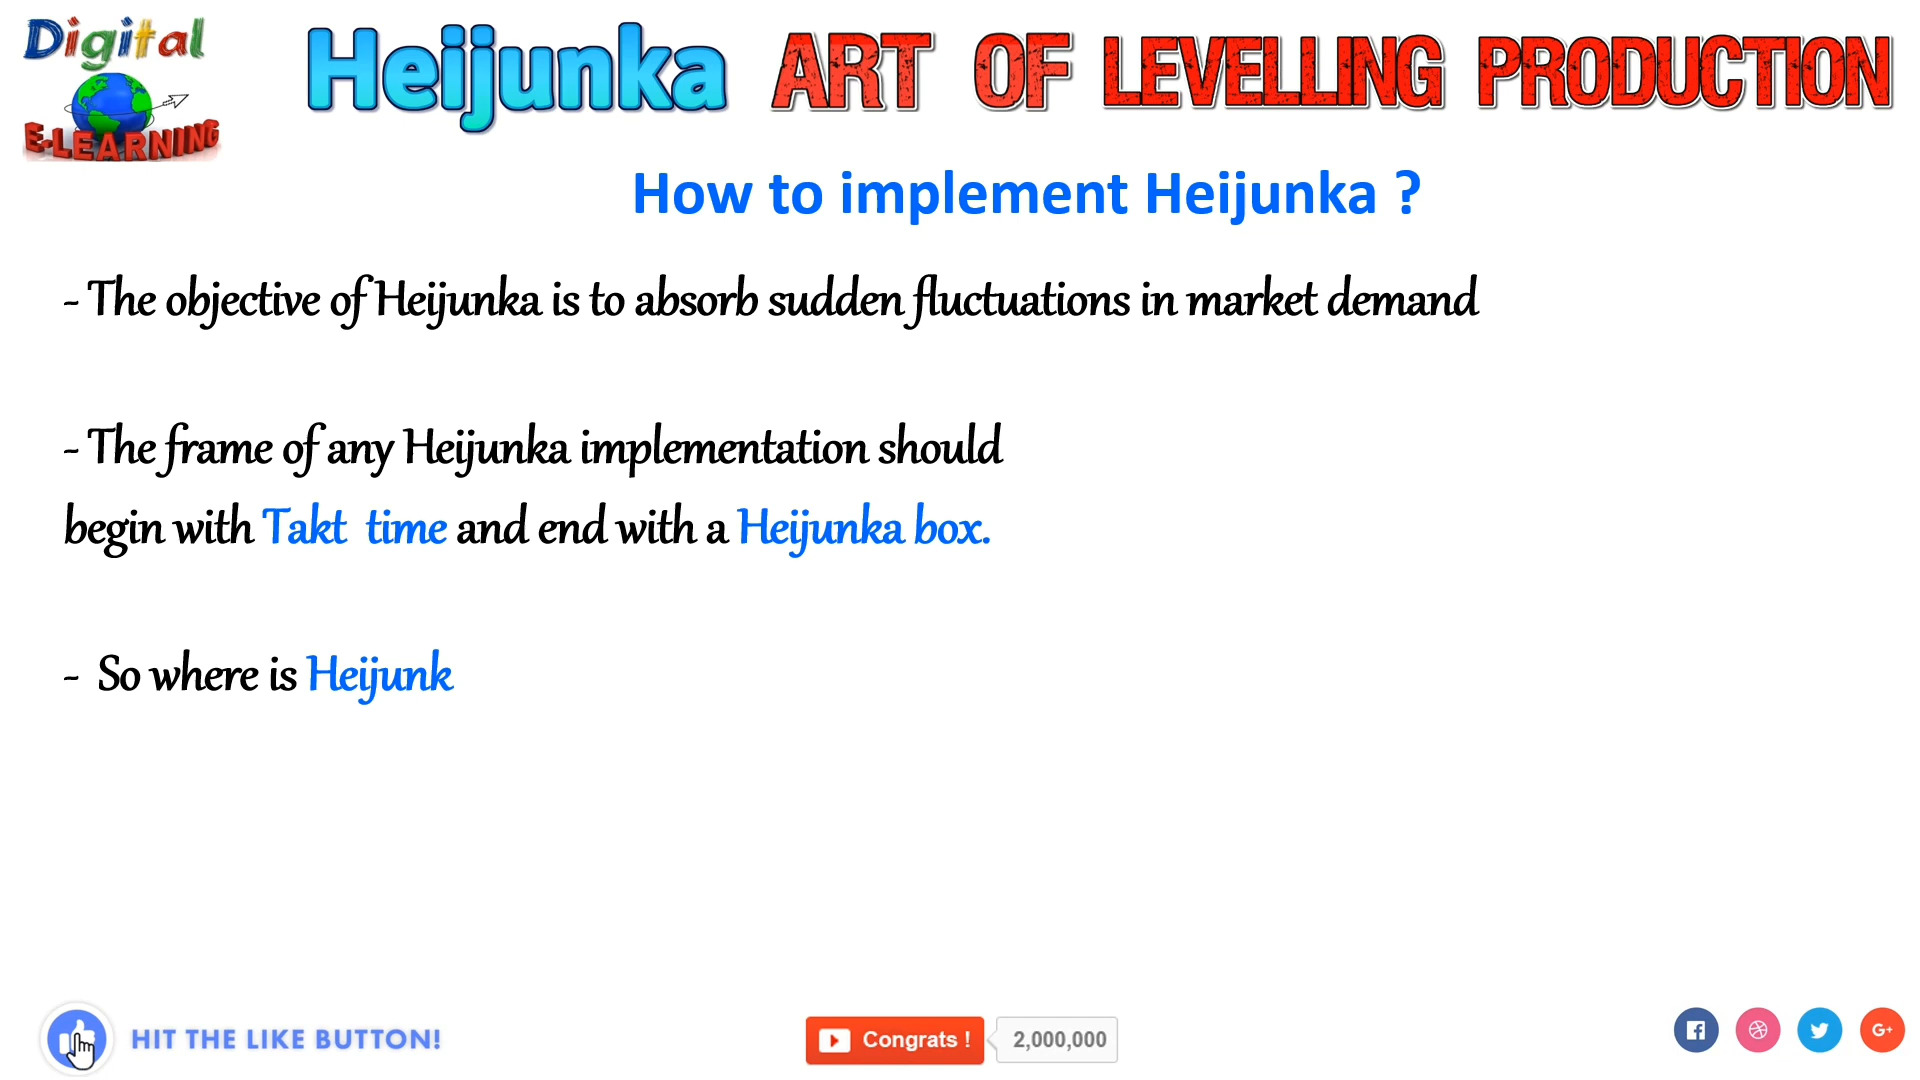 Digital
E-LEARNING
Heijunka ART OF LEVELLING PRODUCTION
How to implement Heijunka ?
- The objective of Heijunka is to absorb sudden fluctuations in market demand
- The frame of any Heijunka implementation should
begin with Takt time and end with a Heijunka box.
- So where is Heijunk
HIT THE LIKE BUTTON!
Congrats ! 2,000,000
G+